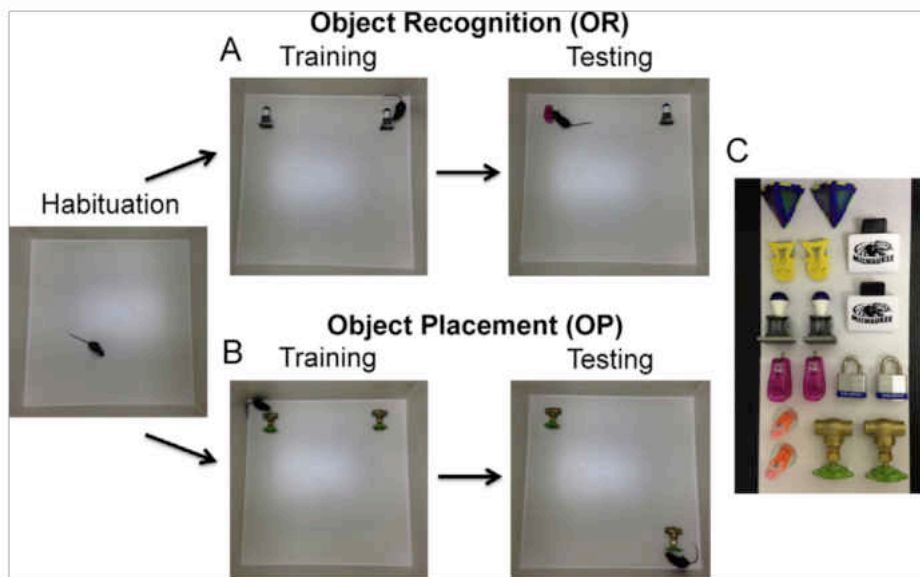 Object Recognition (OR)
A
Training
Testing
C
Habituation
Object Placement (OP)
B
Training
Testing